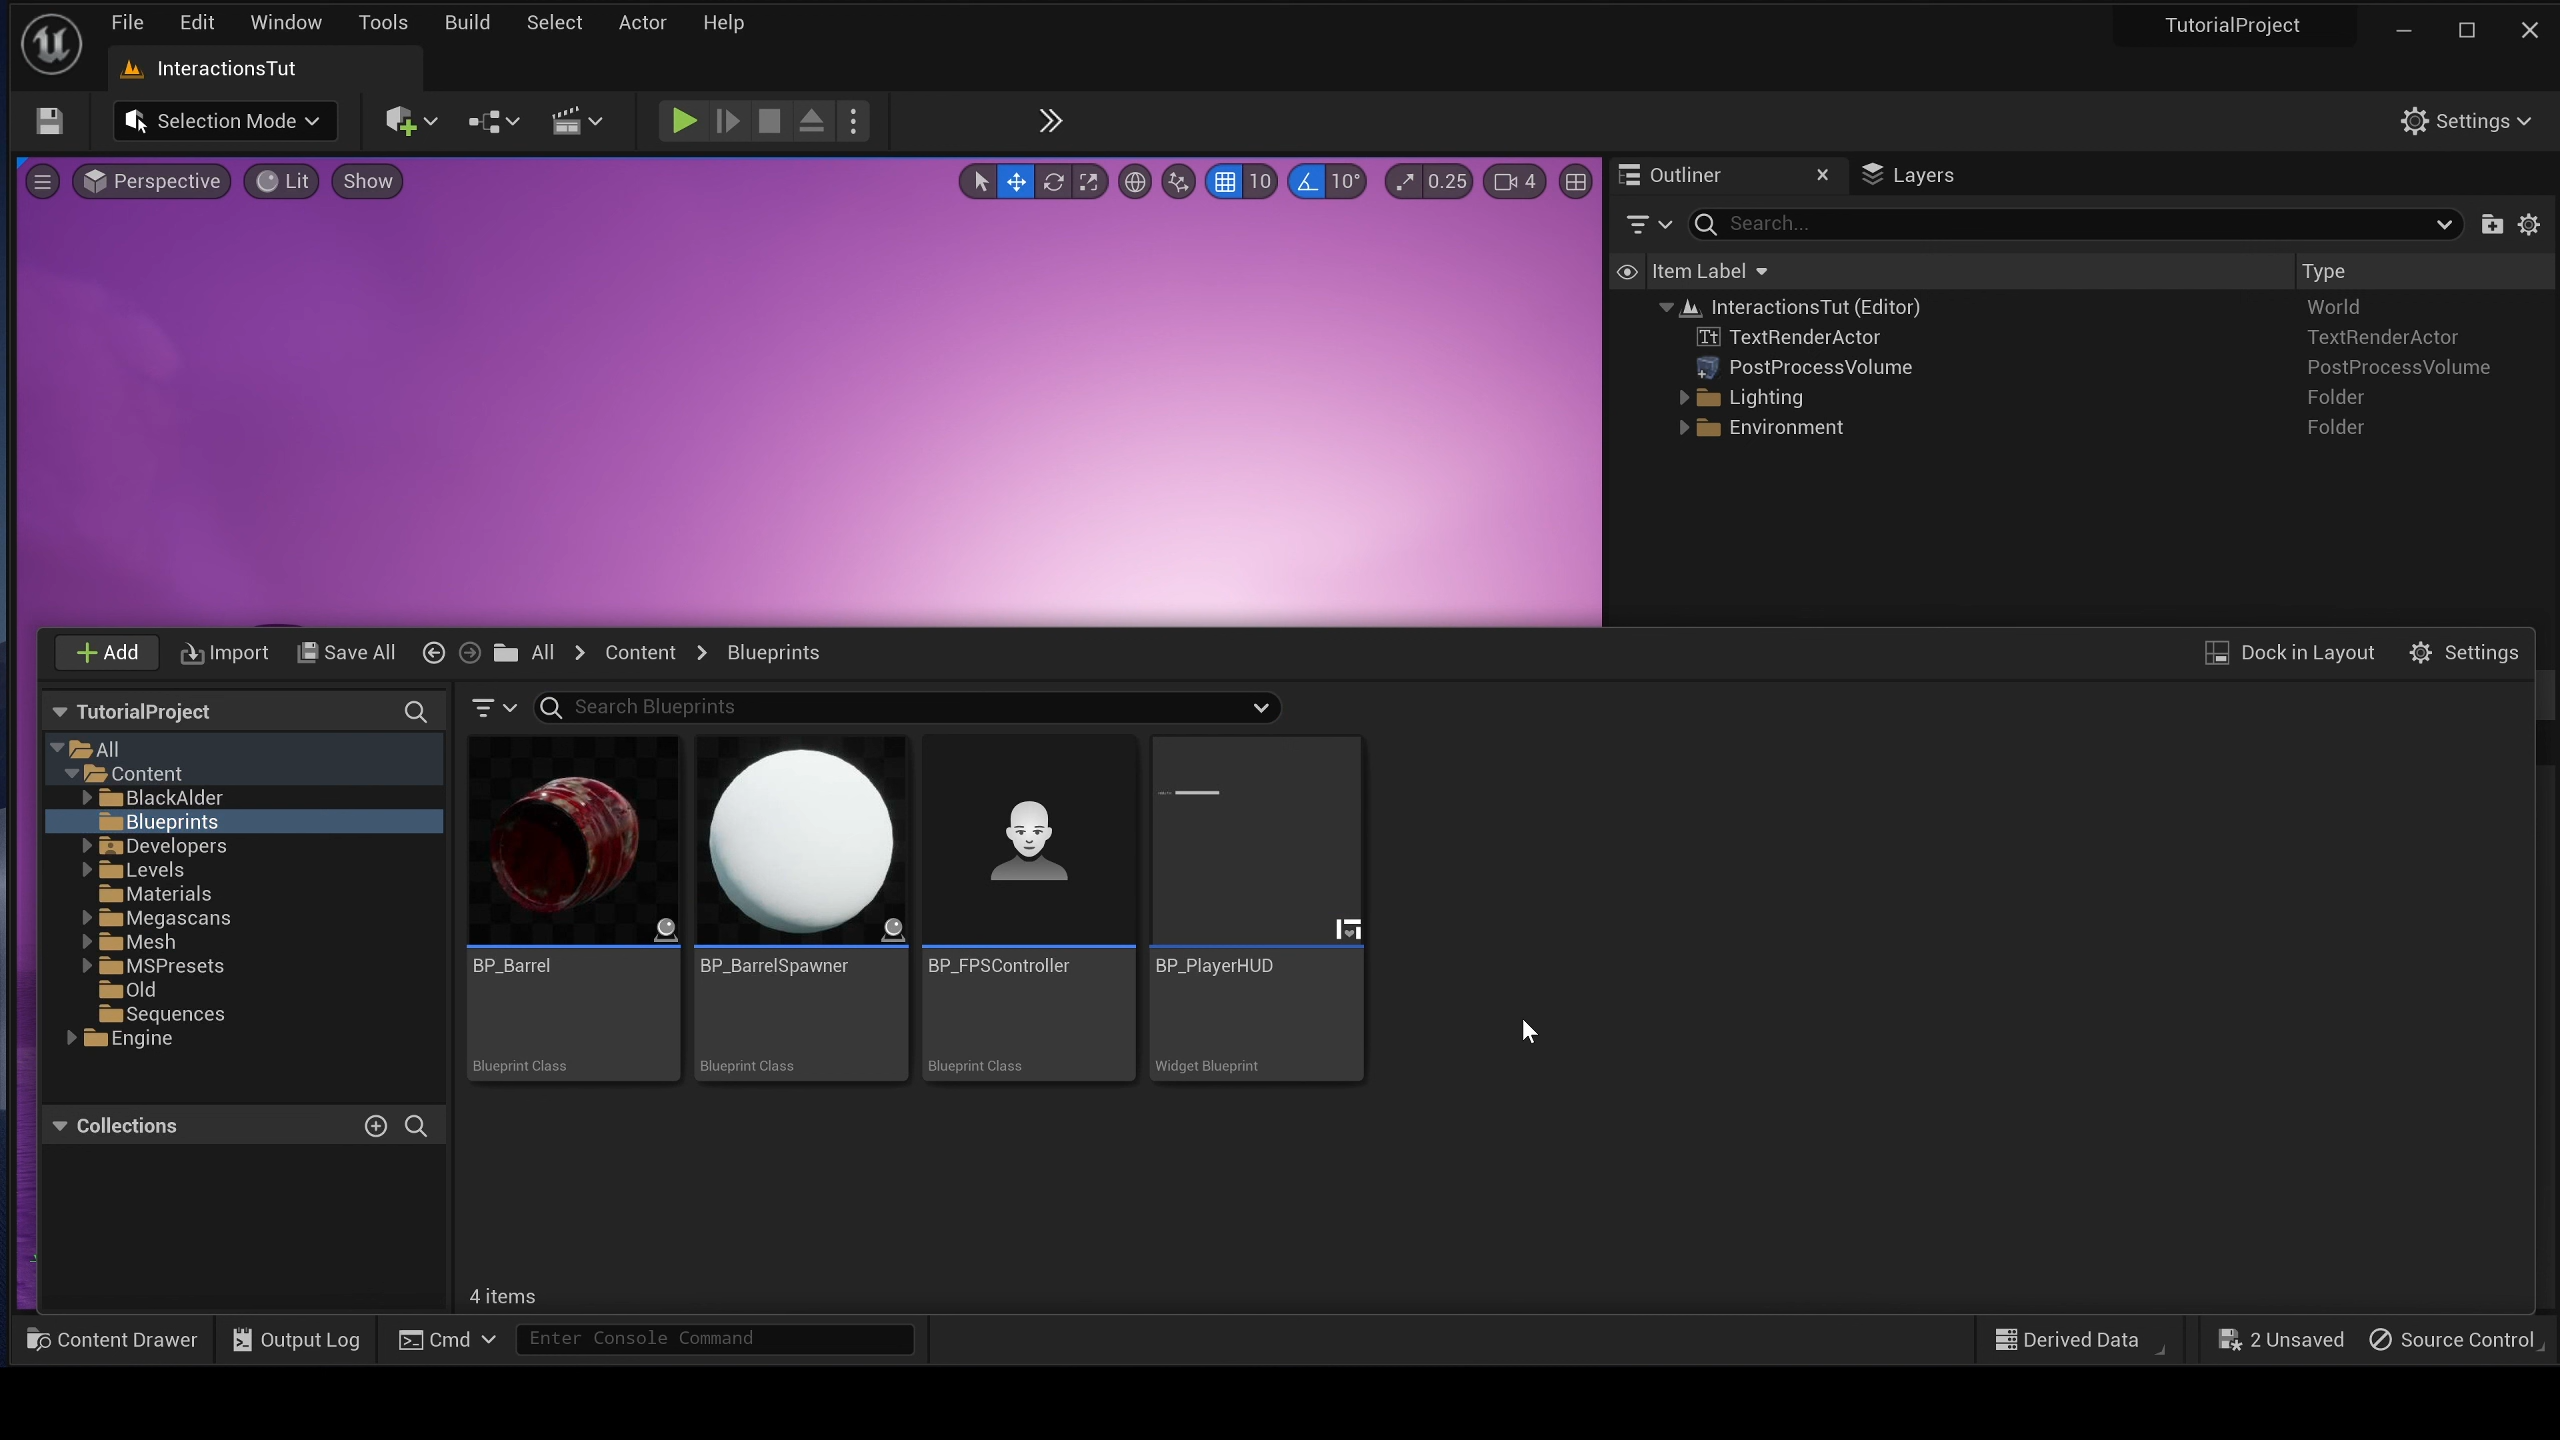 File Edit Window Tools Build Select Actor Help
TutorialProject
InteractionsTut
Selection Mode
Settings
Perspective
Lit
Show
10
10°
0.25
4
Outliner
Layers
Search...
Item Label
Type
InteractionsTut (Editor)
World
TextRenderActor
TextRenderActor
PostProcessVolume
PostProcessVolume
Lighting
Folder
Environment
Folder
Add
Import
Save All
All
Content
Blueprints
Dock in Layout
Settings
TutorialProject
Search Blueprints
All
Content
BlackAlder
Blueprints
Developers
Levels
Materials
Megascans
Mesh
MSPresets
Old
Sequences
Engine
BP_Barrel
Blueprint Class
BP_BarrelSpawner
Blueprint Class
BP_FPSController
Blueprint Class
BP_PlayerHUD
Widget Blueprint
Collections
4 items
Content Drawer
Output Log
Cmd
Enter Console Command
Derived Data
2 Unsaved
Source Control